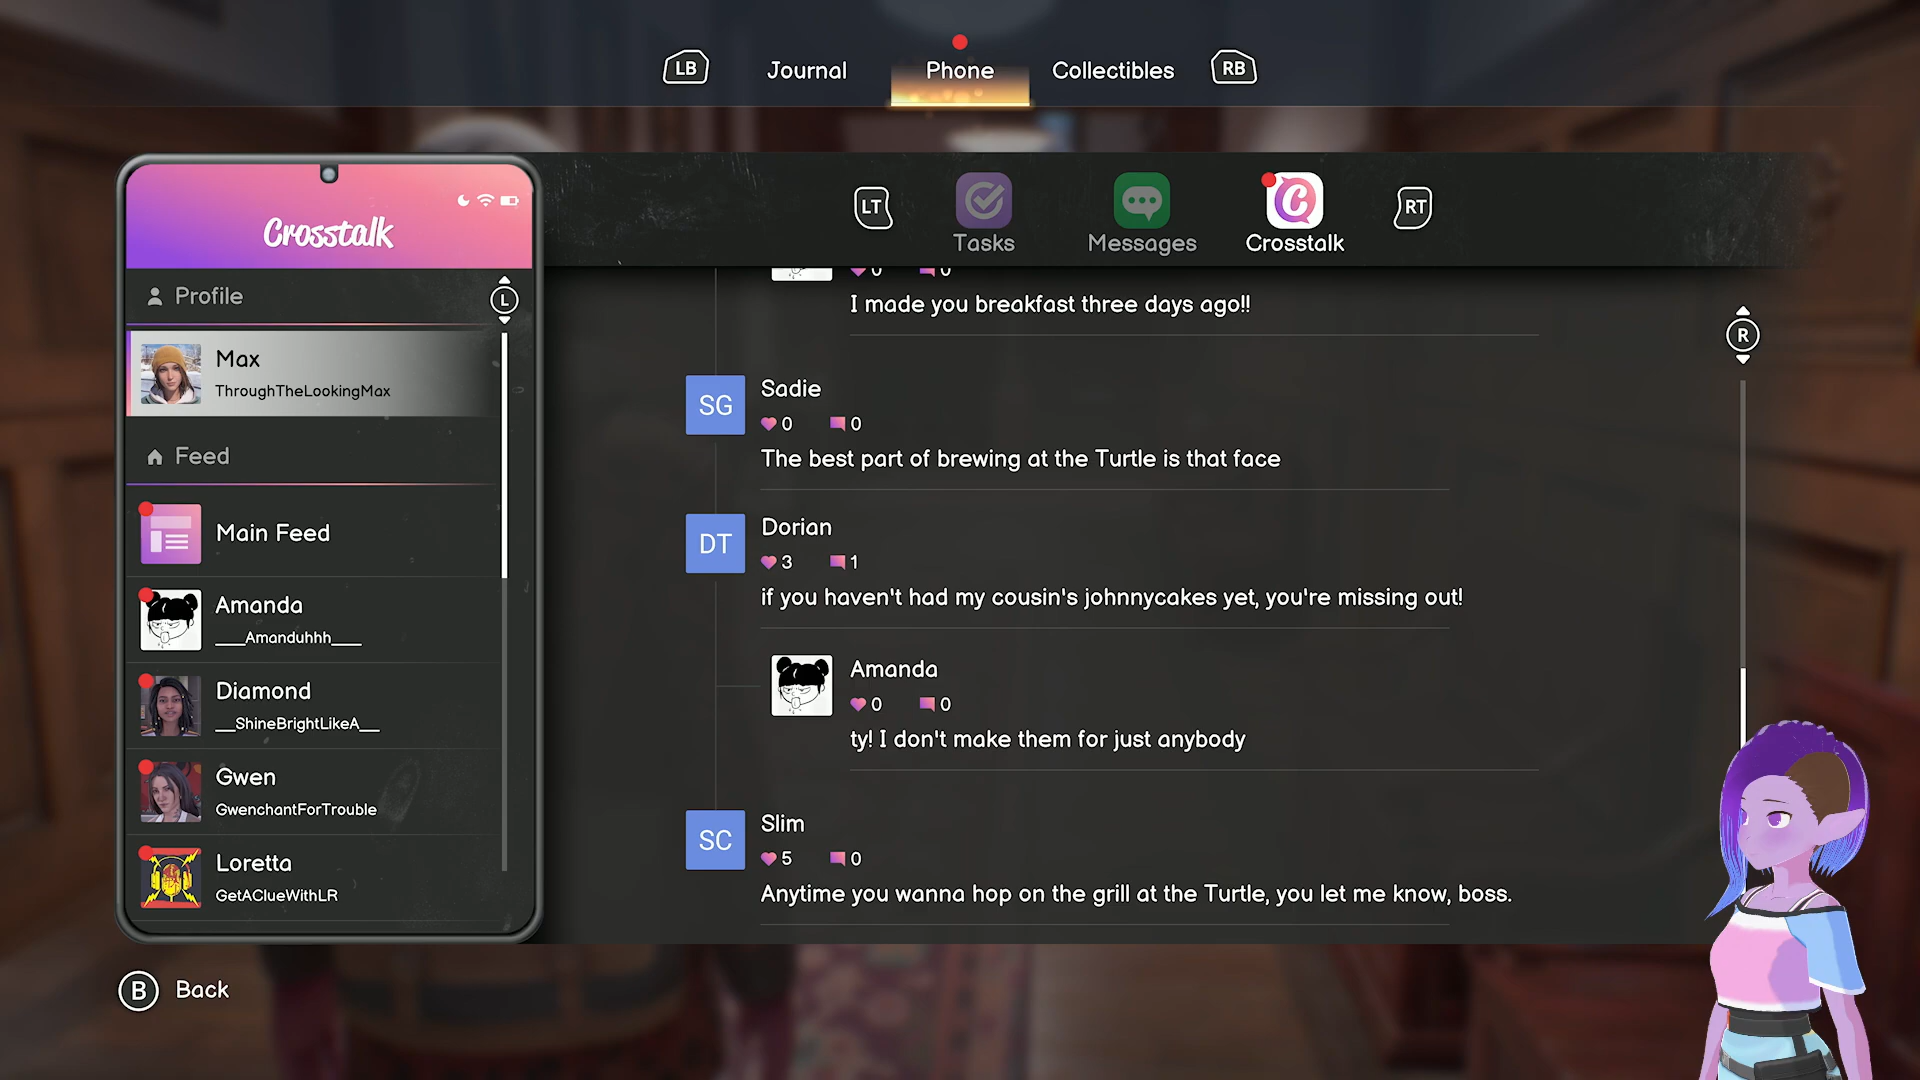 LB
Journal
Phone
Collectibles
RB
Crosstalk
LT
Tasks
Messages
Crosstalk
RT
Profile
L
Max
ThroughTheLookingMax
Feed
Main Feed
Amanda
___Amanduhhh___
Diamond
__ShineBrightLikeA__
Gwen
GwenchantForTrouble
Loretta
GetAClueWithLR
0 0
I made you breakfast three days ago!!
R
SG
Sadie
0 0
The best part of brewing at the Turtle is that face
DT
Dorian
3 1
if you haven't had my cousin's johnnycakes yet, you're missing out!
Amanda
0 0
ty! I don't make them for just anybody
SC
Slim
5 0
Anytime you wanna hop on the grill at the Turtle, you let me know, boss.
B Back